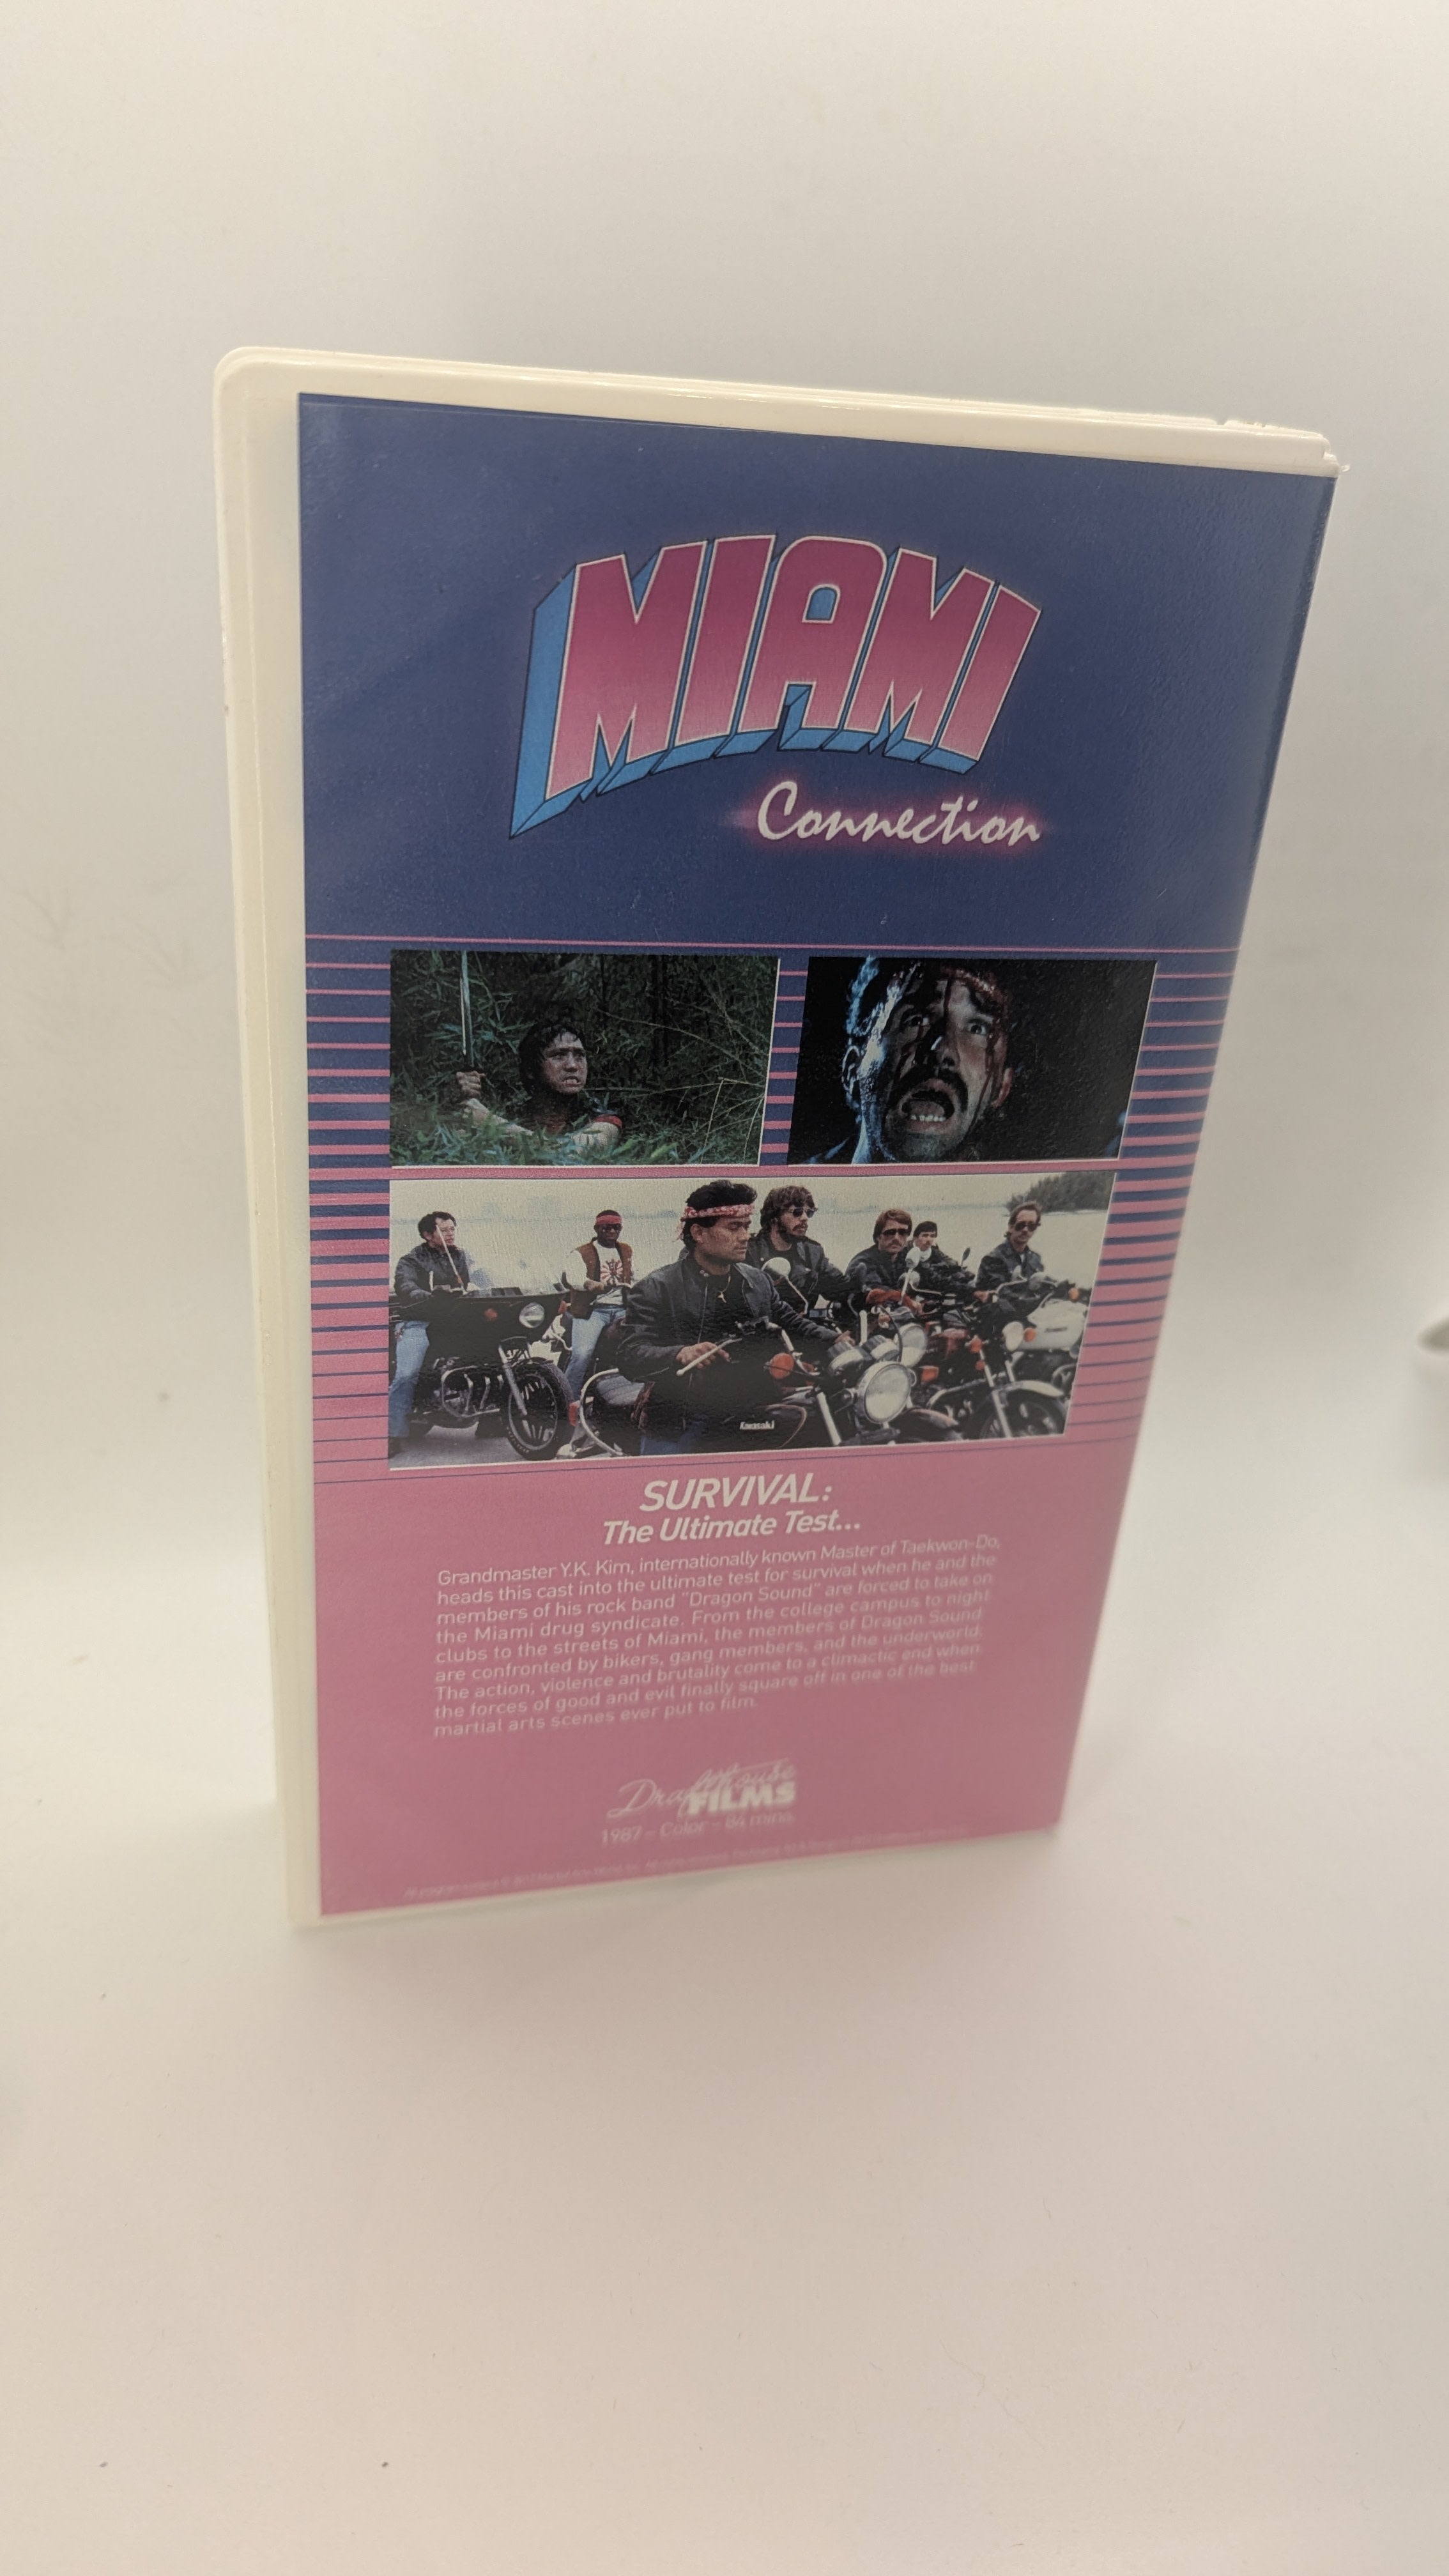 MIAMI
Connection
Kawasaki
SURVIVAL:
The Ultimate Test...
Grandmaster Y.K. Kim, internationally known Master of Taekwon-Do,
heads this cast into the ultimate test for survival when he and the
members of his rock band "Dragon Sound" are forced to take on
the Miami drug syndicate. From the college campus to night
clubs to the streets of Miami, the members of Dragon Sound
are confronted by bikers, gang members, and the underworld.
The action, violence and brutality come to a climactic end when
the forces of good and evil finally square off in one of the best
martial arts scenes ever put to film.
Drafthouse
FILMS
1987 - Color - 84 mins.